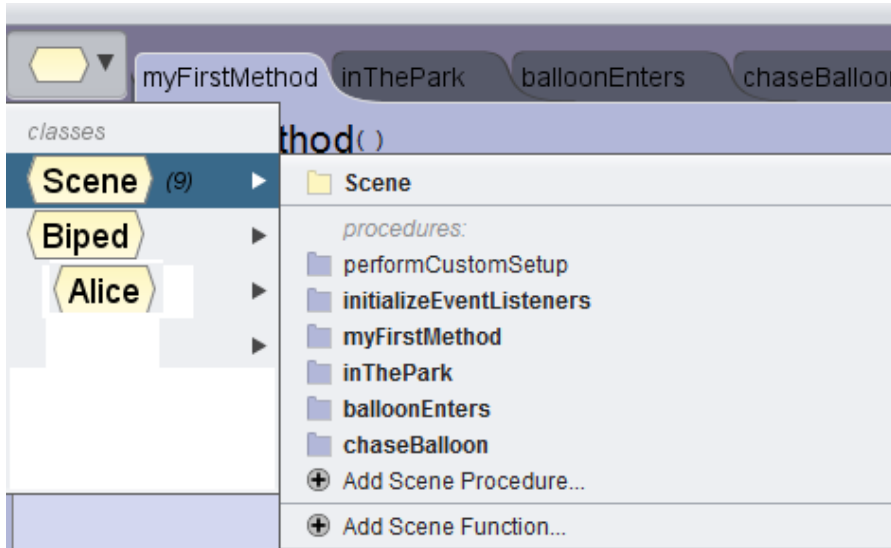 myFirstMethod inThePark balloonEnters chaseBalloo
classes
thod()
Scene (9)
Scene
Biped
procedures:
performCustomSetup
Alice
initializeEventListeners
myFirstMethod
inThePark
balloonEnters
chaseBalloon
Add Scene Procedure...
Add Scene Function...